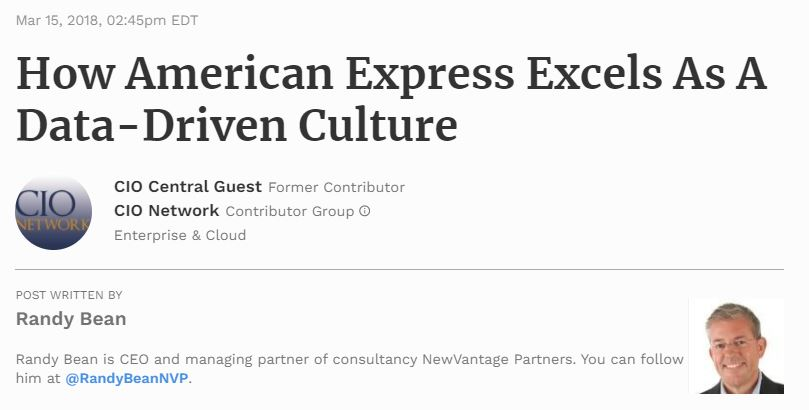 Mar 15, 2018, 02:45pm EDT
How American Express Excels As A
Data-Driven Culture
CIO
NETWORK
CIO Central Guest Former Contributor
CIO Network Contributor Group
Enterprise & Cloud
POST WRITTEN BY
Randy Bean
Randy Bean is CEO and managing partner of consultancy NewVantage Partners. You can follow
him at @RandyBeanNVP.